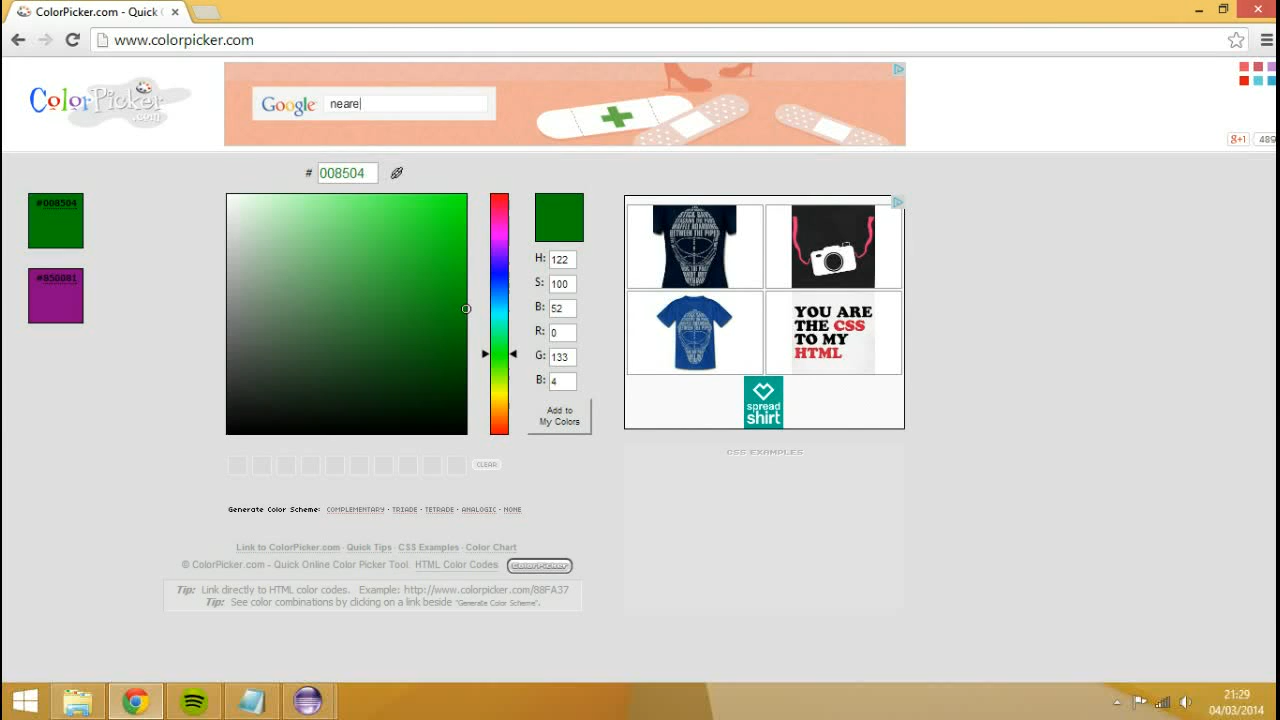 ColorPicker.com - Quick
www.colorpicker.com
ColorPicker
.com
Google
neare
g+1
489
# 008504
#008504
#850081
H: 122
S: 100
B: 52
R: 0
G: 133
B: 4
Add to
My Colors
YOU ARE
THE CSS
TO MY
HTML
spread
shirt
CSS EXAMPLES
CLEAR
Generate Color Scheme: COMPLEMENTARY · TRIADE · TETRADE · ANALOGIC · NONE
Link to ColorPicker.com · Quick Tips · CSS Examples · Color Chart
© ColorPicker.com - Quick Online Color Picker Tool. HTML Color Codes ColorPicker
Tip: Link directly to HTML color codes. Example: http://www.colorpicker.com/88FA37
Tip: See color combinations by clicking on a link beside "Generate Color Scheme".
21:29
04/03/2014